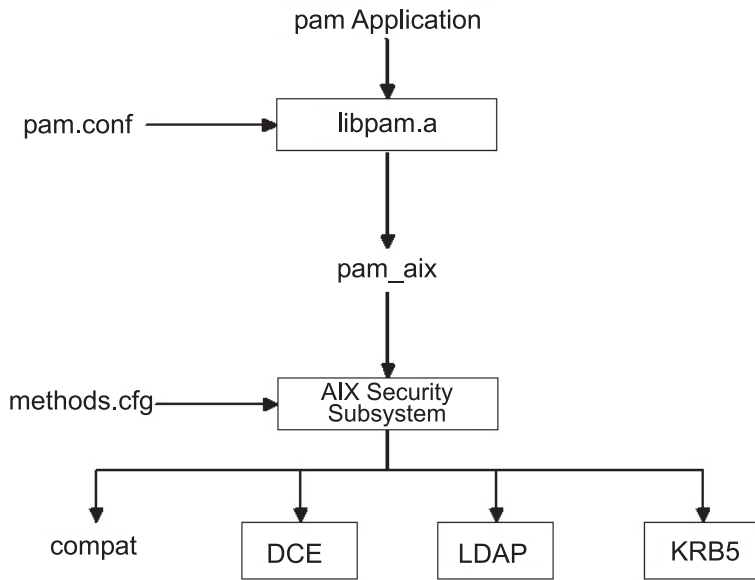 pam Application
pam.conf
libpam.a
pam_aix
methods.cfg
AIX Security
Subsystem
compat
DCE
LDAP
KRB5